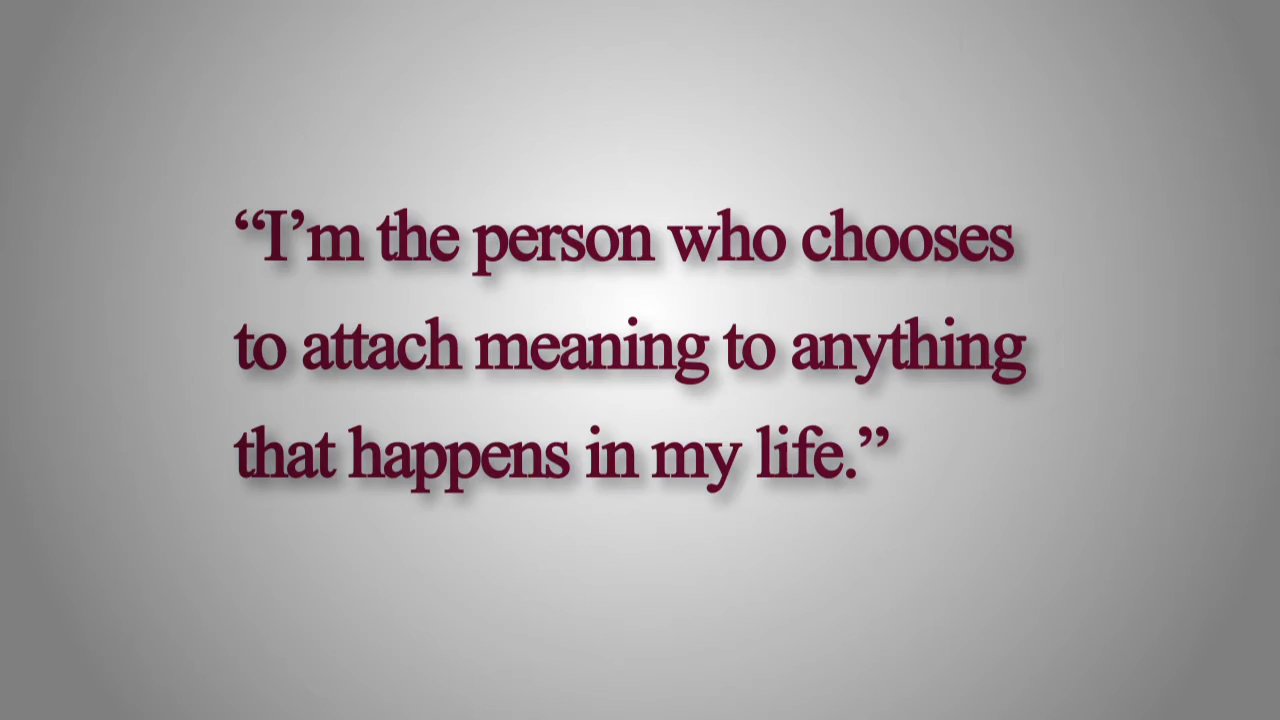 “I’m the person who chooses
to attach meaning to anything
that happens in my life.”